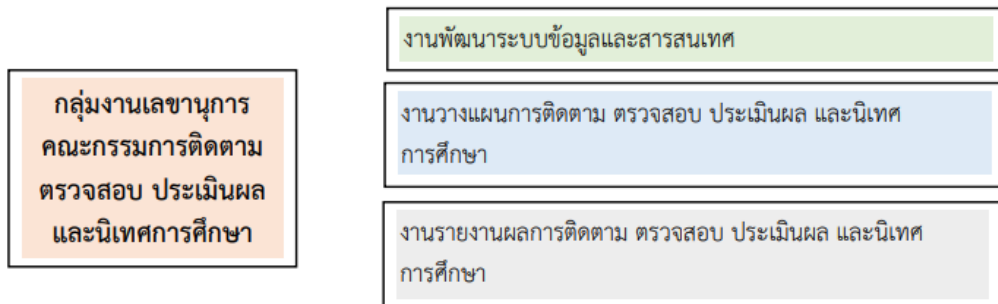 กลุ่มงานเลขานุการ
คณะกรรมการติดตาม
ตรวจสอบ ประเมินผล
และนิเทศการศึกษา
งานพัฒนาระบบข้อมูลและสารสนเทศ
งานวางแผนการติดตาม ตรวจสอบ ประเมินผล และนิเทศ
การศึกษา
งานรายงานผลการติดตาม ตรวจสอบ ประเมินผล และนิเทศ
การศึกษา